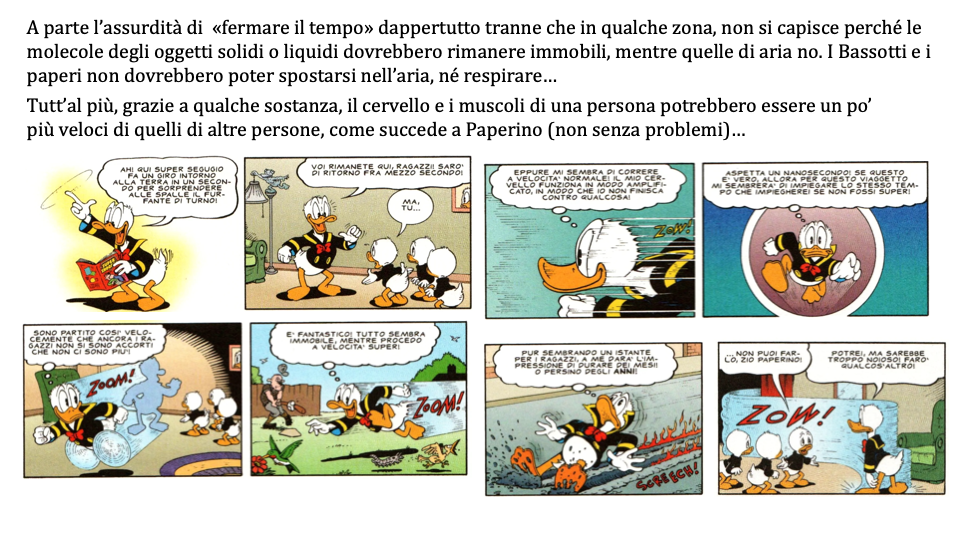 A parte l’assurdità di «fermare il tempo» dappertutto tranne che in qualche zona, non si capisce perché le
molecole degli oggetti solidi o liquidi dovrebbero rimanere immobili, mentre quelle di aria no. I Bassotti e i
paperi non dovrebbero poter spostarsi nell’aria, né respirare…
Tutt’al più, grazie a qualche sostanza, il cervello e i muscoli di una persona potrebbero essere un po’
più veloci di quelli di altre persone, come succede a Paperino (non senza problemi)…
AH! QUI SUPER SEGUGIO
FA UN GIRO INTORNO
ALLA TERRA IN UN SECON-
DO PER SORPRENDERE
ALLE SPALLE IL FUR-
FANTE DI TURNO!
VOI RIMANETE QUI, RAGAZZI! SARO'
DI RITORNO FRA MEZZO SECONDO!
MA,
TU...
EPPURE MI SEMBRA DI CORRERE
A VELOCITA' NORMALE! IL MIO CER-
VELLO FUNZIONA IN MODO AMPLIFI-
CATO, IN MODO CHE IO NON FINISCA
CONTRO QUALCOSA!
ZOW!
ASPETTA UN NANOSECONDO! SE QUESTO
E' VERO, ALLORA PER QUESTO VIAGGETTO
MI SEMBRERA' DI IMPIEGARE LO STESSO TEM-
PO CHE IMPIEGHEREI SE NON FOSSI SUPER!
SONO PARTITO COSI' VELO-
CEMENTE CHE ANCORA I RA-
GAZZI NON SI SONO ACCORTI
CHE NON CI SONO PIU'!
ZOOM!
E' FANTASTICO! TUTTO SEMBRA
IMMOBILE, MENTRE PROCEDO
A VELOCITA' SUPER!
ZOOM!
PUR SEMBRANDO UN ISTANTE
PER I RAGAZZI, A ME DARA' L'IM-
PRESSIONE DI DURARE DEI MESI!
O PERSINO DEGLI ANNI!
SCREECH!
... NON PUOI FAR-
LO, ZIO PAPERINO!
POTREI, MA SAREBBE
TROPPO NOIOSO! FARO'
QUALCOS'ALTRO!
ZOW!